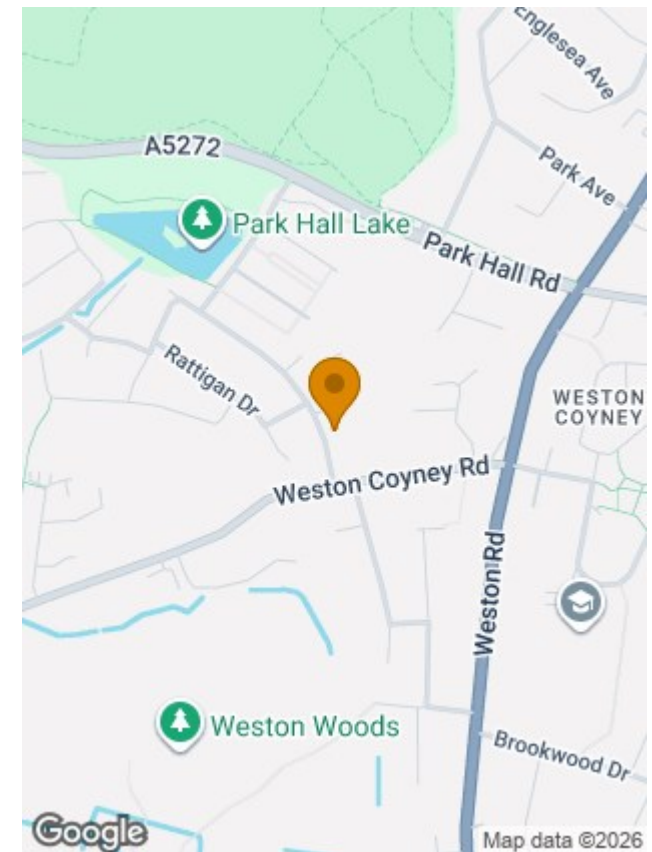 Englesea Ave
A5272
Park Ave
Park Hall Lake
Park Hall Rd
Rattigan Dr
WESTON
COYNEY
Weston Coyney Rd
Weston Rd
Weston Woods
Brookwood Dr
Google
Map data ©2026